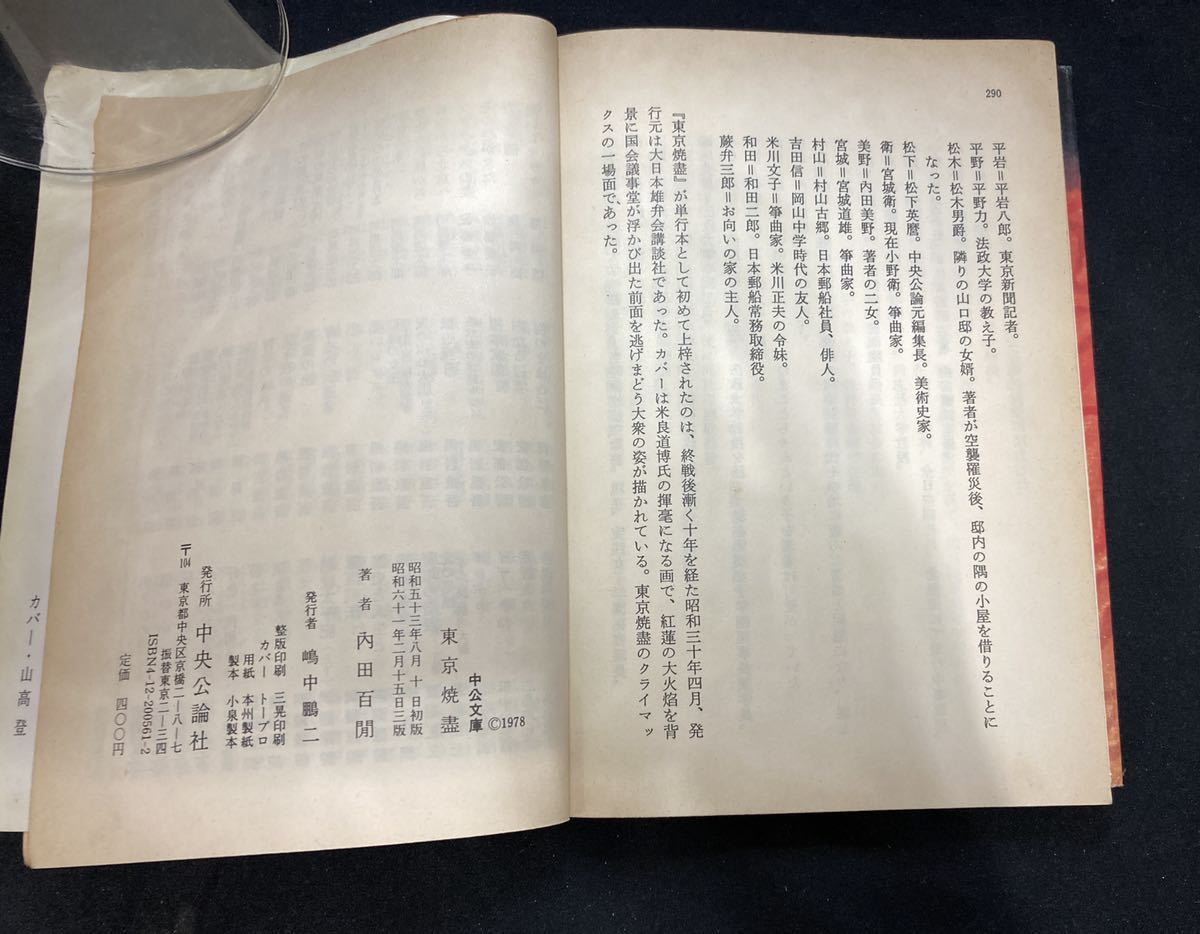 290
平岩＝平岩八郎。東京新聞記者。
平野＝平野力。法政大学の教え子。
松木＝松木男爵。隣りの山口邸の女婿。著者が空襲罹災後、邸内の隅の小屋を借りることに
なった。
松下＝松下英麿。中央公論元編集長。美術史家。
衛＝宮城衛。現在小野衛。箏曲家。
美野＝内田美野。著者の二女。
宮城＝宮城道雄。箏曲家。
村山＝村山古郷。日本郵船社員、俳人。
吉田信＝岡山中学時代の友人。
米川文子＝箏曲家。米川正夫の令妹。
和田＝和田二郎。日本郵船常務取締役。
蕨弁三郎＝お向いの家の主人。
『東京焼盡』が単行本として初めて上梓されたのは、終戦後漸く十年を経た昭和三十年四月、発
行元は大日本雄弁会講談社であった。カバーは米良道博氏の揮毫になる画で、紅蓮の大火焰を背
景に国会議事堂が浮かび出た前面を逃げまどう大衆の姿が描かれている。東京焼盡のクライマッ
クスの一場面であった。
中公文庫
©1978
東京焼盡
昭和五十三年八月 十 日初版
昭和六十一年二月十五日三版
著者 内田百閒
発行者 嶋中鵬二
整版印刷 三晃印刷
カバー トープロ
用紙 本州製紙
製本 小泉製本
発行所 中央公論社
〒104 東京都中央区京橋二―八―七
振替東京二―三四
ISBN4-12-200561-2
定価 四〇〇円
カバー・山高登